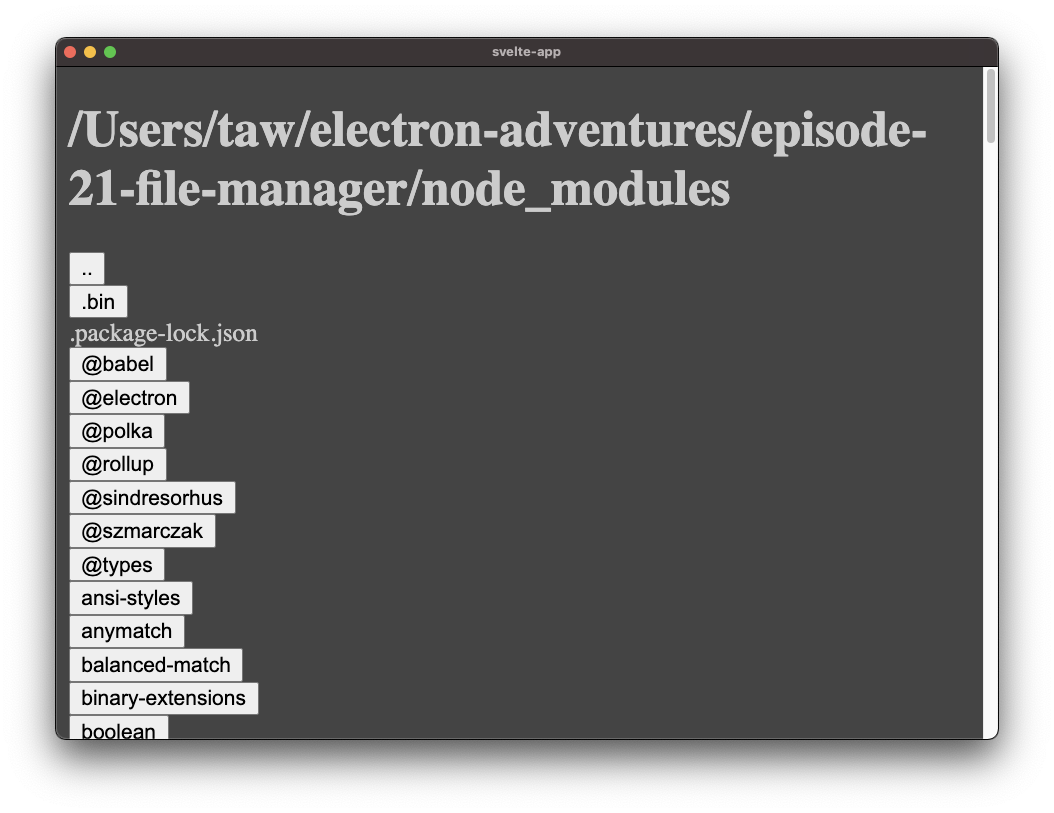 svelte-app
/Users/taw/electron-adventures/episode-
21-file-manager/node_modules
..
.bin
.package-lock.json
@babel
@electron
@polka
@rollup
@sindresorhus
@szmarczak
@types
ansi-styles
anymatch
balanced-match
binary-extensions
boolean